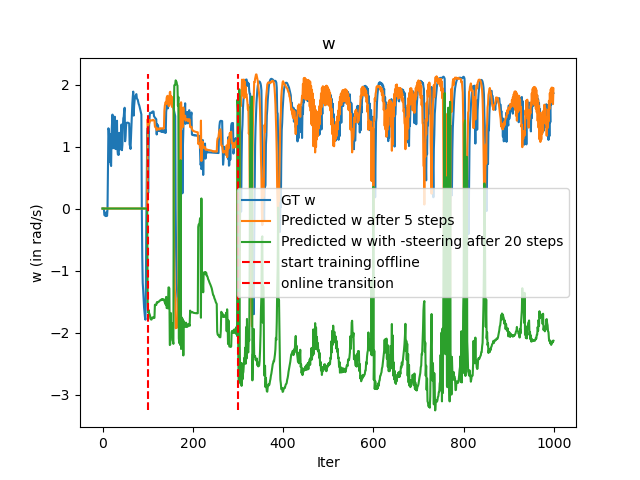 w
w (in rad/s)
2
1
0
−1
−2
−3
GT w
Predicted w after 5 steps
Predicted w with -steering after 20 steps
start training offline
online transition
0
200
400
600
800
1000
Iter